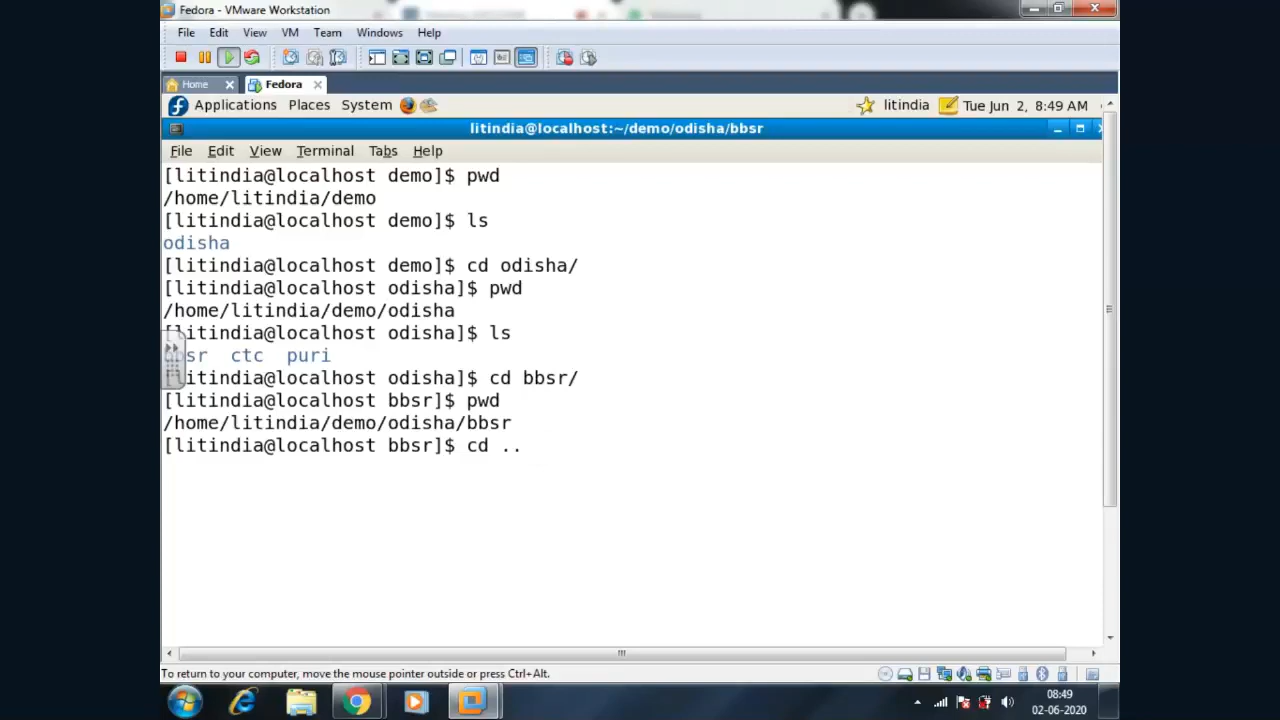 Fedora - VMware Workstation
File Edit View VM Team Windows Help
Home Fedora
Applications Places System litindia Tue Jun 2, 8:49 AM
litindia@localhost:~/demo/odisha/bbsr
File Edit View Terminal Tabs Help
[litindia@localhost demo]$ pwd
/home/litindia/demo
[litindia@localhost demo]$ ls
odisha
[litindia@localhost demo]$ cd odisha/
[litindia@localhost odisha]$ pwd
/home/litindia/demo/odisha
[litindia@localhost odisha]$ ls
bbsr ctc puri
[litindia@localhost odisha]$ cd bbsr/
[litindia@localhost bbsr]$ pwd
/home/litindia/demo/odisha/bbsr
[litindia@localhost bbsr]$ cd ..
To return to your computer, move the mouse pointer outside or press Ctrl+Alt.
08:49
02-06-2020